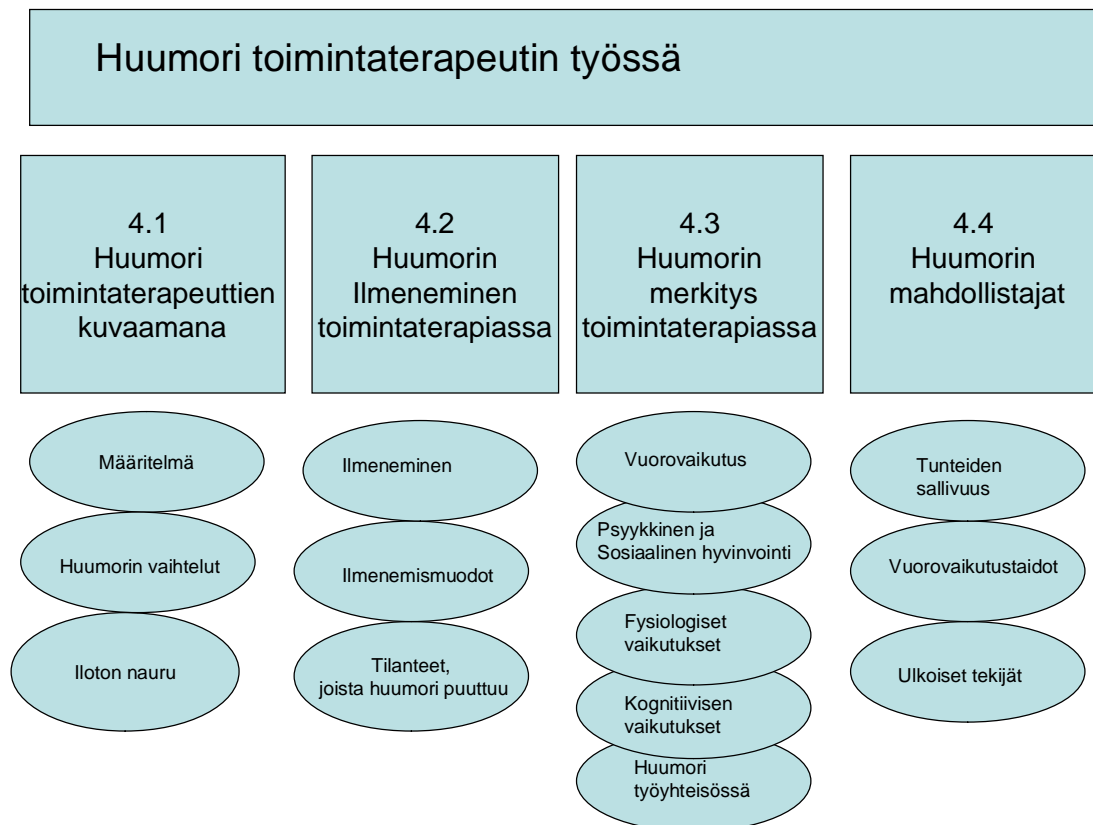 Huumori toimintaterapeutin työssä
4.1
Huumori
toimintaterapeuttien
kuvaamana
4.2
Huumorin
Ilmeneminen
toimintaterapiassa
4.3
Huumorin
merkitys
toimintaterapiassa
4.4
Huumorin
mahdollistajat
Määritelmä
Huumorin vaihtelut
Iloton nauru
Ilmeneminen
Ilmenemismuodot
Tilanteet,
joista huumori puuttuu
Vuorovaikutus
Psyykkinen ja
Sosiaalinen hyvinvointi
Fysiologiset
vaikutukset
Kognitiivisen
vaikutukset
Huumori
työyhteisössä
Tunteiden
sallivuus
Vuorovaikutustaidot
Ulkoiset tekijät